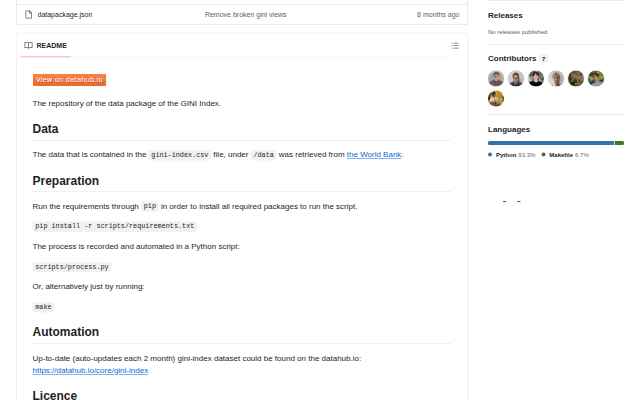 datapackage.json Remove broken gini views 8 months ago
README
view on datahub.io
The repository of the data package of the GINI Index.
Data
The data that is contained in the gini-index.csv file, under /data was retrieved from the World Bank.
Preparation
Run the requirements through pip in order to install all required packages to run the script.
pip install -r scripts/requirements.txt
The process is recorded and automated in a Python script:
scripts/process.py
Or, alternatively just by running:
make
Automation
Up-to-date (auto-updates each 2 month) gini-index dataset could be found on the datahub.io:
https://datahub.io/core/gini-index
Licence
Releases
No releases published
Contributors 7
Languages
Python 93.3% Makefile 6.7%